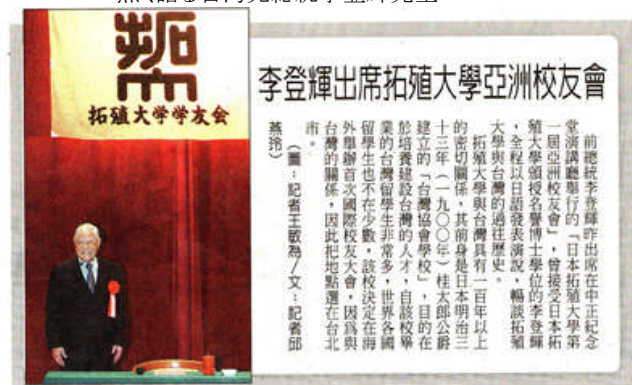 拓殖大学学友会
李登輝出席拓殖大學亞洲校友會
前總統李登輝昨出席在中正紀念
堂演講廳舉行的「日本拓殖大學第
一屆亞洲校友會」，曾接受日本拓
殖大學頒授名譽博士學位的李登輝
，全程以日語發表演說，暢談拓殖
大學與台灣的過往歷史。
拓殖大學與台灣具有一百年以上
的密切關係，其前身是日本明治三
十三年（一九〇〇年）桂太郎公爵
建立的「台灣協會學校」，目的在
於培養建設台灣的人才，自該校畢
業的台灣留學生非常多，世界各國
留學生也不在少數，該校決定在海
外舉辦首次國際校友大會，因為與
台灣的關係，因此把地點選在台北
市。
（圖：記者王敏為/文：記者邱
燕玲）